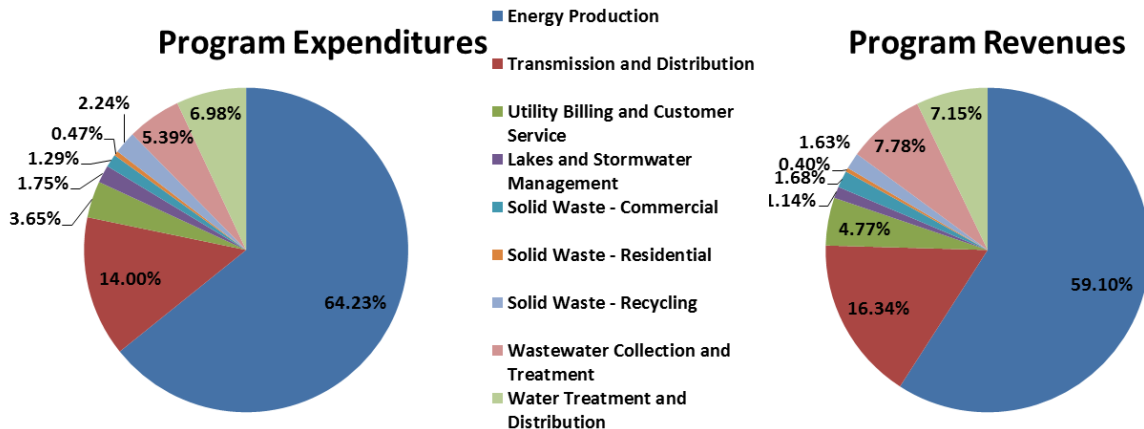 Program Expenditures
2.24%
0.47%
1.29%
1.75%
3.65%
6.98%
5.39%
14.00%
64.23%
Energy Production
Transmission and Distribution
Utility Billing and Customer
Service
Lakes and Stormwater
Management
Solid Waste - Commercial
Solid Waste - Residential
Solid Waste - Recycling
Wastewater Collection and
Treatment
Water Treatment and
Distribution
Program Revenues
1.63%
0.40%
1.68%
1.14%
7.15%
7.78%
4.77%
16.34%
59.10%